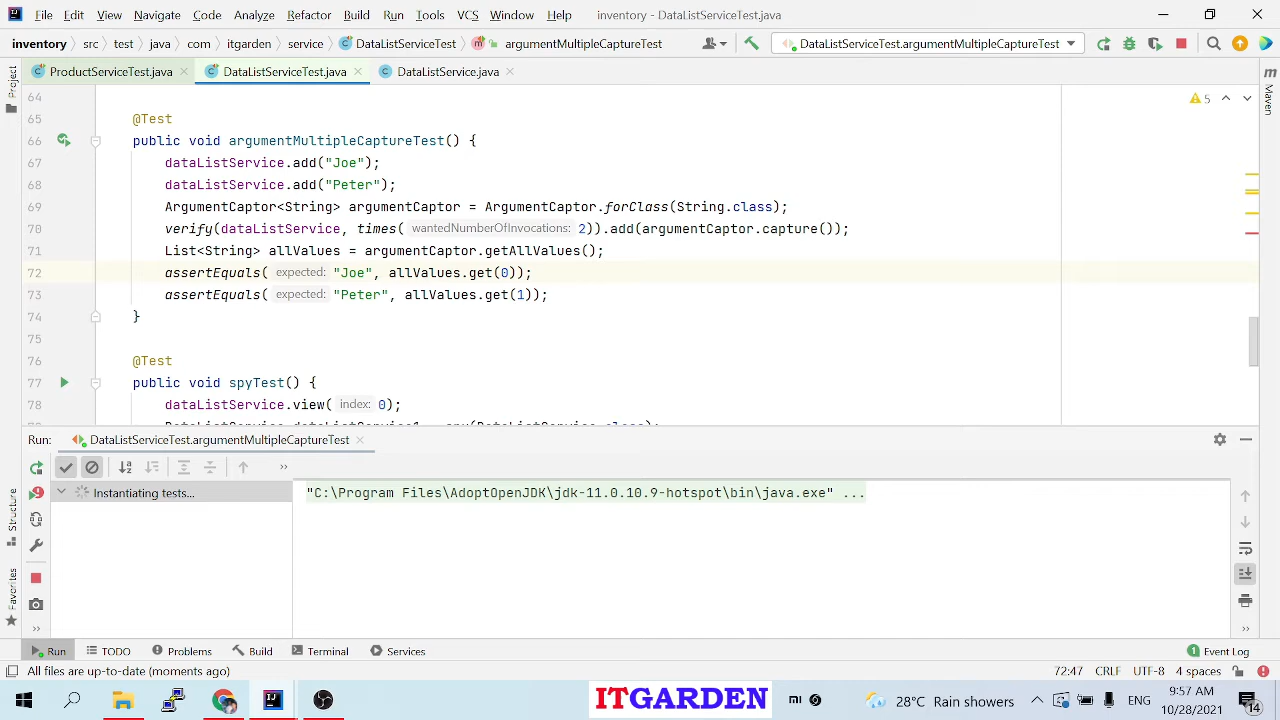 File Edit View Navigate Code Refactor Build Run Tools VCS Window Help inventory - DataListServiceTest.java
inventory test java com itgarden service DataListServiceTest argumentMultipleCaptureTest DataListServiceTest.argumentMultipleCaptureTest
ProductServiceTest.java DataListServiceTest.java DataListService.java
Project
Maven
5
64
65 @Test
66 public void argumentMultipleCaptureTest() {
67 dataListService.add("Joe");
68 dataListService.add("Peter");
69 ArgumentCaptor<String> argumentCaptor = ArgumentCaptor.forClass(String.class);
70 verify(dataListService, times( wantedNumberOfInvocations: 2)).add(argumentCaptor.capture());
71 List<String> allValues = argumentCaptor.getAllValues();
72 assertEquals( expected: "Joe", allValues.get(0));
73 assertEquals( expected: "Peter", allValues.get(1));
74 }
75
76 @Test
77 public void spyTest() {
78 dataListService.view( index: 0);
Run: DataListServiceTest.argumentMultipleCaptureTest
Instantiating tests...
"C:\Program Files\AdoptOpenJDK\jdk-11.0.10.9-hotspot\bin\java.exe" ...
Structure
Favorites
Run TODO Problems Build Terminal Services 1 Event Log
All files are up-to-date (moments ago) 72:47 CRLF UTF-8 4 spaces
ITGARDEN
28°C Rain showers
ENG
9:57 AM
10/28/2021
14